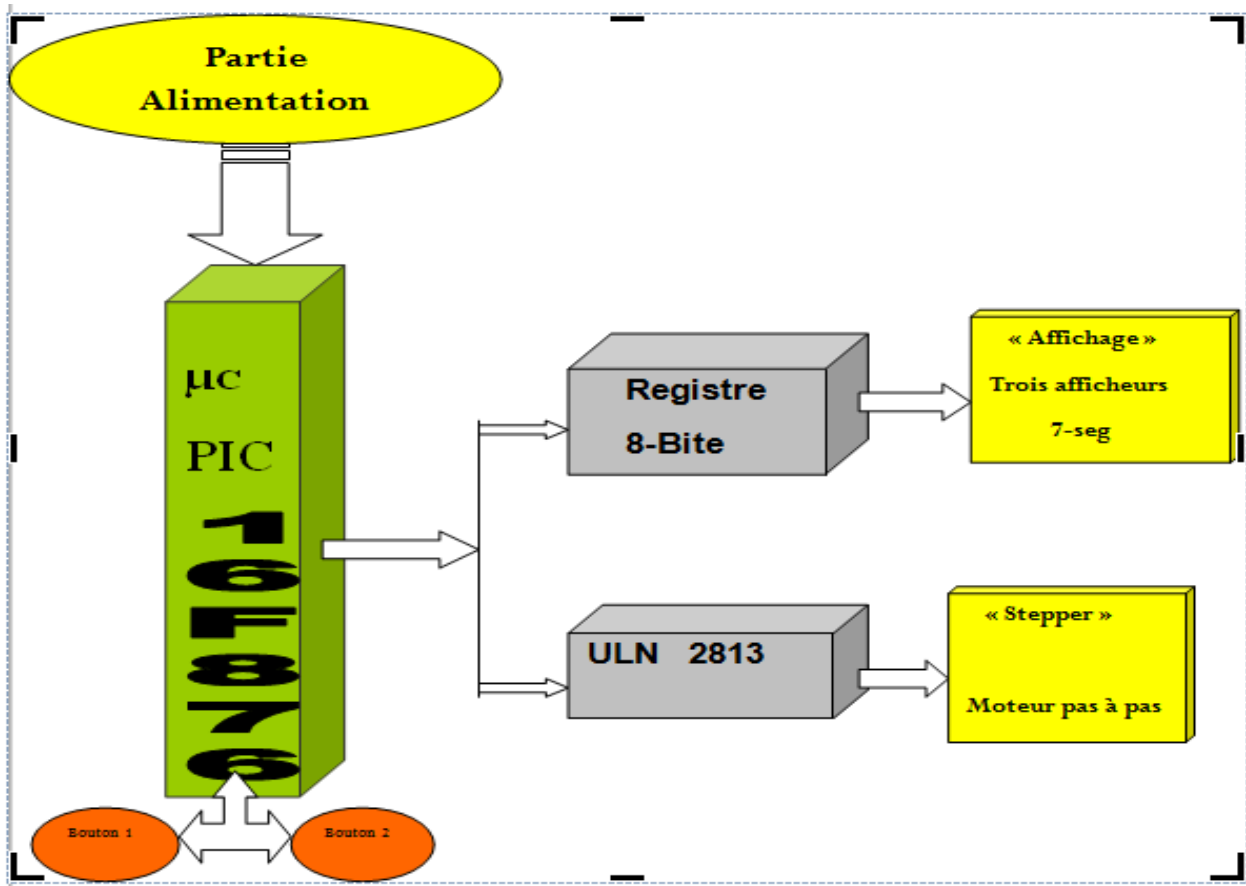 Partie
Alimentation
µc
PIC
16F876
Registre
8-Bite
« Affichage »
Trois afficheurs
7-seg
ULN 2813
« Stepper »
Moteur pas à pas
Bouton 1
Bouton 2